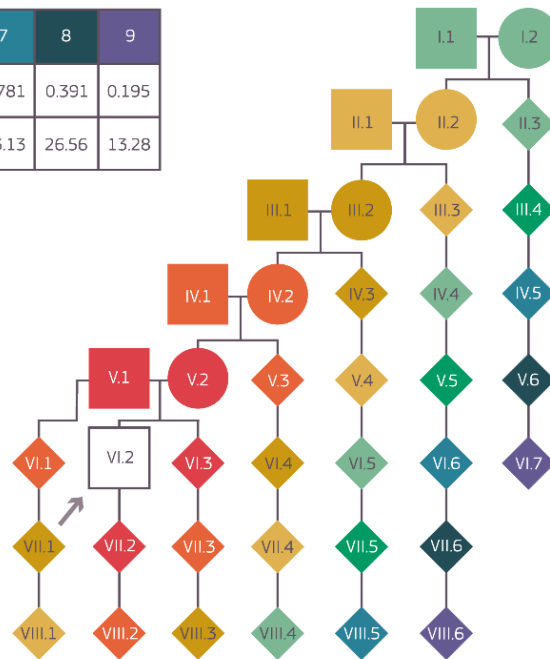 7 8 9
781 0.391 0.195
.13 26.56 13.28
I.1 I.2
II.1 II.2 II.3
III.1 III.2 III.3 III.4
IV.1 IV.2 IV.3 IV.4 IV.5
V.1 V.2 V.3 V.4 V.5 V.6
VI.1 VI.2 VI.3 VI.4 VI.5 VI.6 VI.7
VII.1 VII.2 VII.3 VII.4 VII.5 VII.6
VIII.1 VIII.2 VIII.3 VIII.4 VIII.5 VIII.6